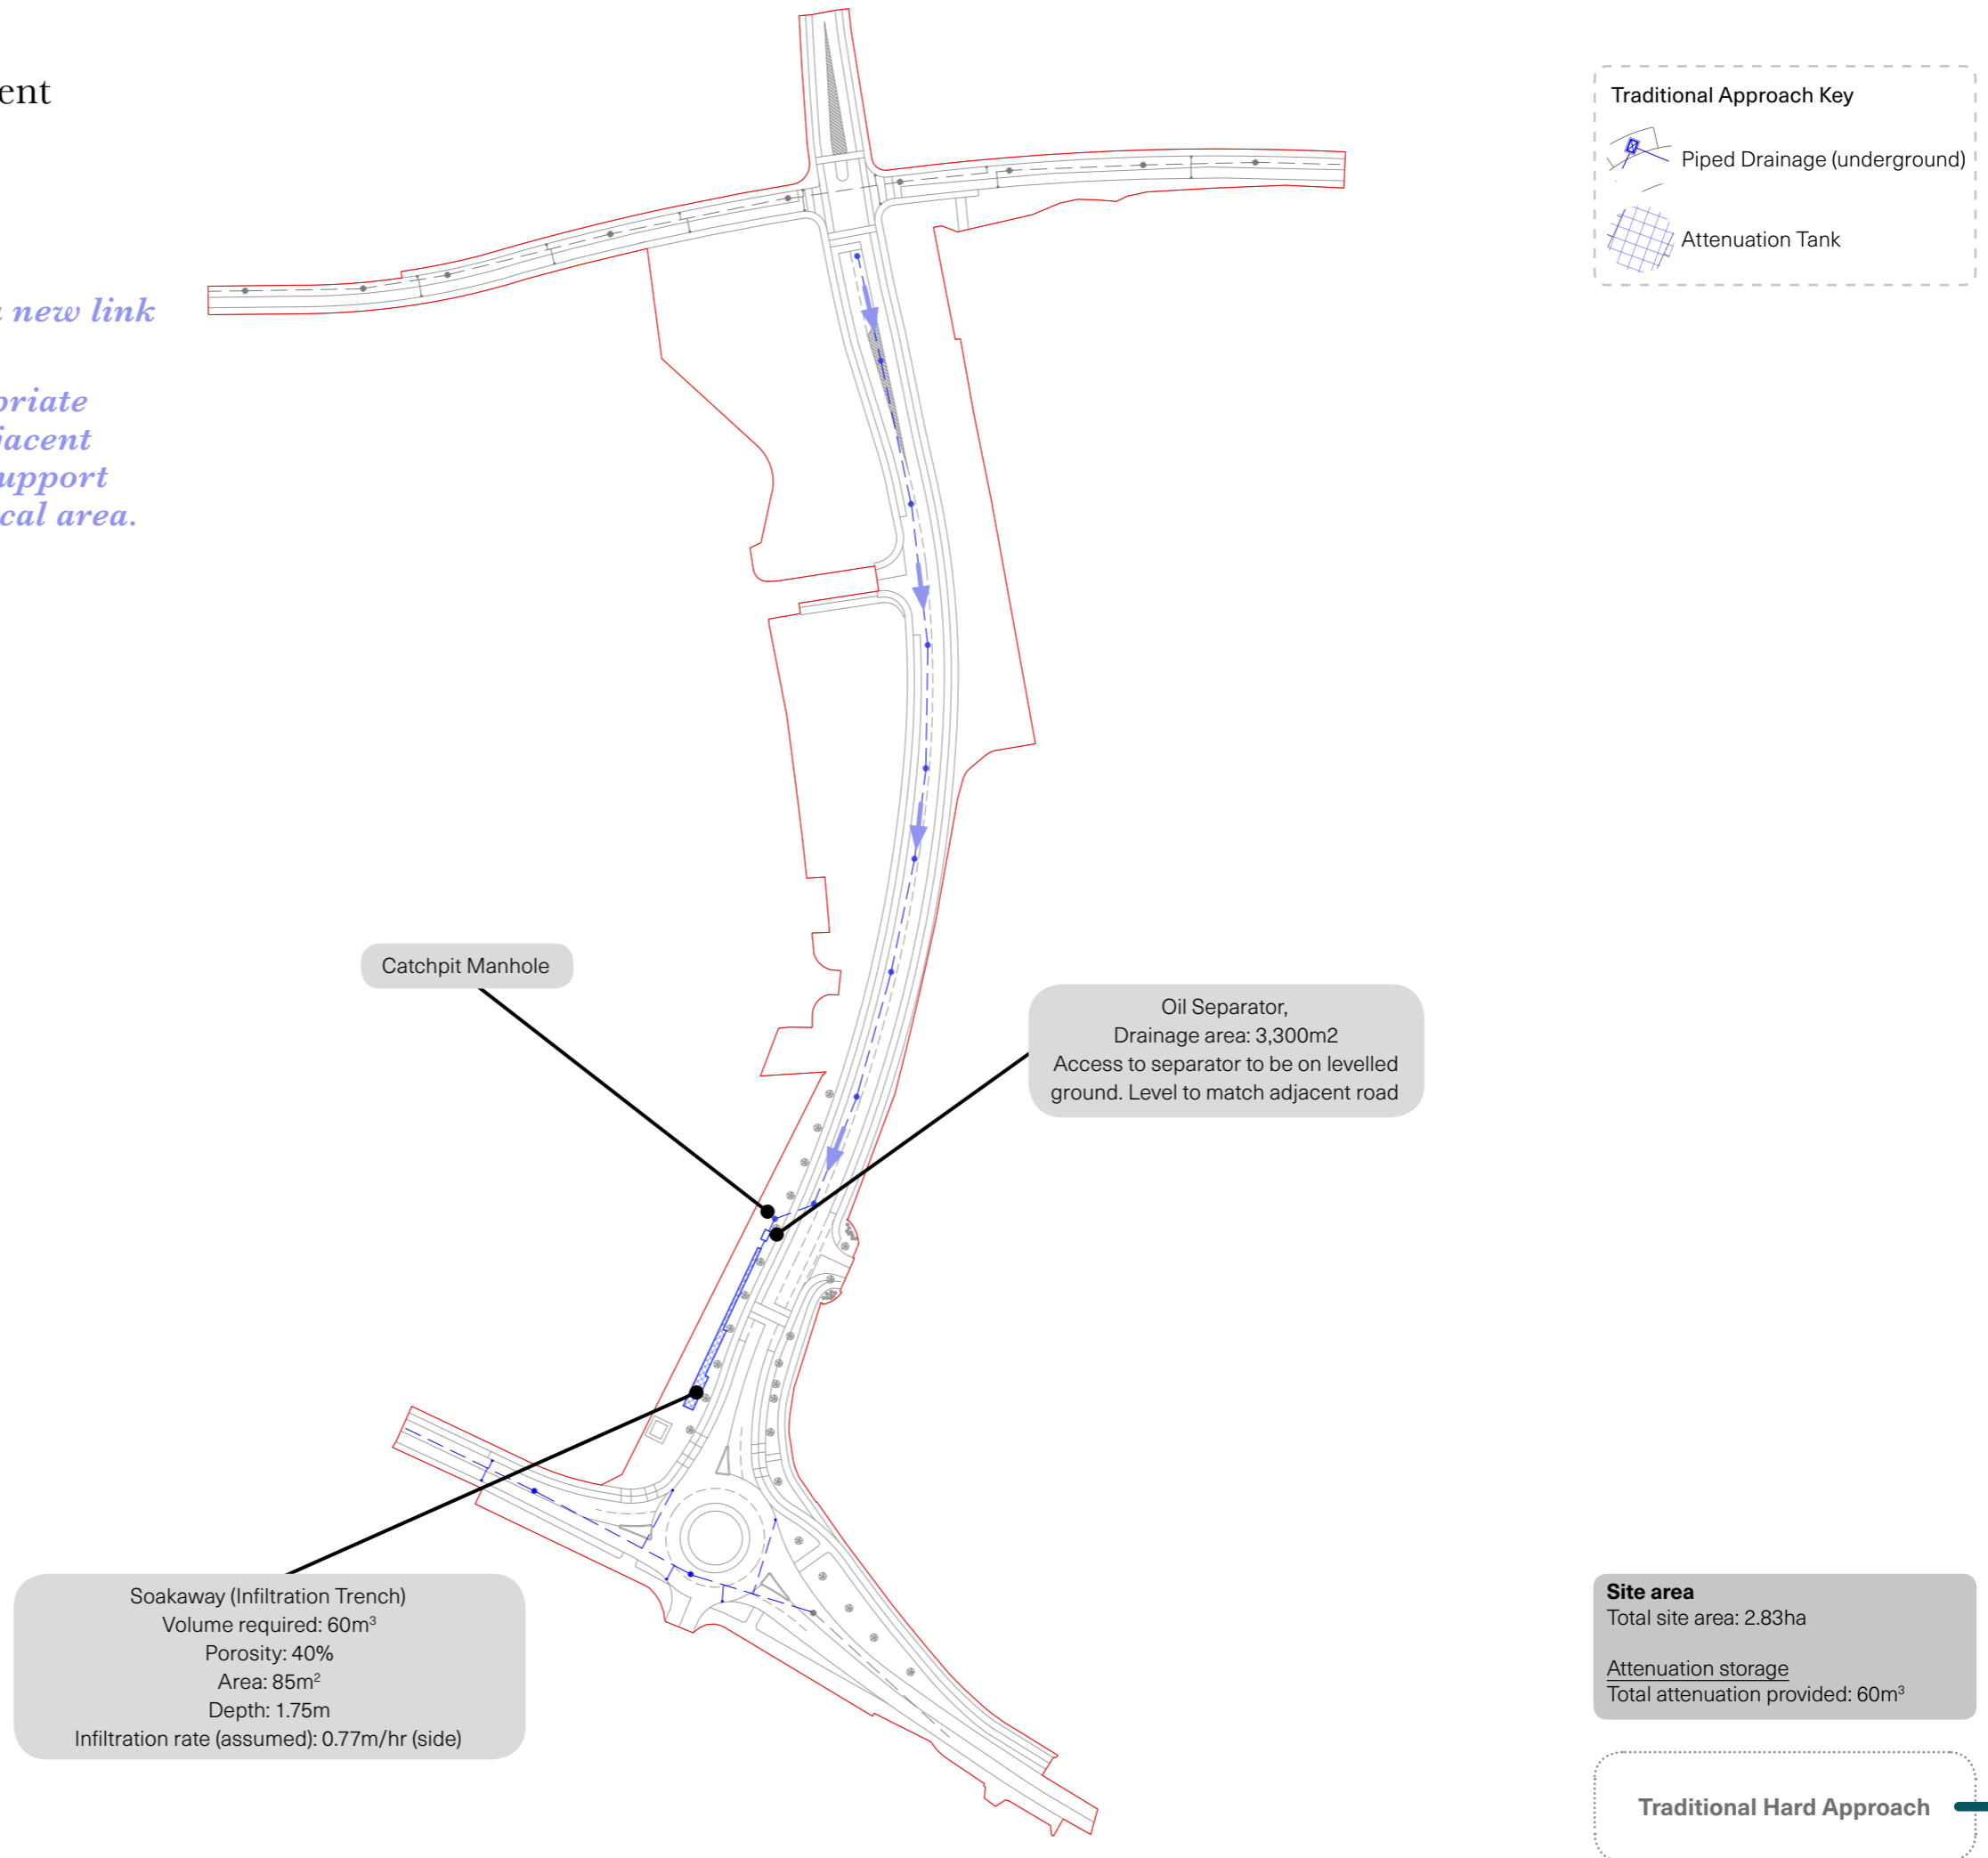 ent
new link
priate
jacent
upport
cal area.
Traditional Approach Key
Piped Drainage (underground)
Attenuation Tank
Catchpit Manhole
Oil Separator,
Drainage area: 3,300m2
Access to separator to be on levelled
ground. Level to match adjacent road
Soakaway (Infiltration Trench)
Volume required: 60m³
Porosity: 40%
Area: 85m²
Depth: 1.75m
Infiltration rate (assumed): 0.77m/hr (side)
Site area
Total site area: 2.83ha
Attenuation storage
Total attenuation provided: 60m³
Traditional Hard Approach